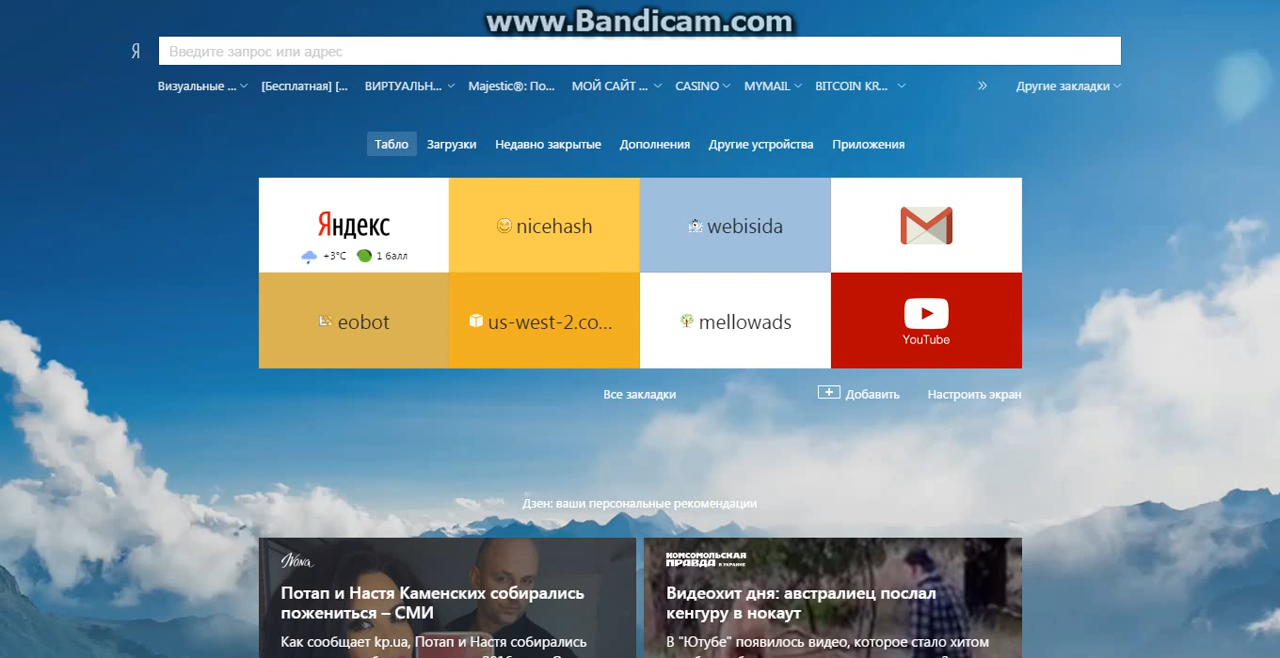 www.Bandicam.com
Я
Введите запрос или адрес
Визуальные ... [Бесплатная] [... ВИРТУАЛЬН... Majestic®: По... МОЙ САЙТ ... CASINO MYMAIL BITCOIN KR... » Другие закладки
Табло Загрузки Недавно закрытые Дополнения Другие устройства Приложения
Яндекс
+3°C 1 балл
nicehash
webisida
eobot
us-west-2.co...
mellowads
YouTube
Все закладки Добавить Настроить экран
Дзен: ваши персональные рекомендации
iVona
Потап и Настя Каменских собирались
пожениться – СМИ
Как сообщает kp.ua, Потап и Настя собирались
КОМСОМОЛЬСКАЯ
ПРАВДА В УКРАИНЕ
Видеохит дня: австралиец послал
кенгуру в нокаут
В "Ютубе" появилось видео, которое стало хитом